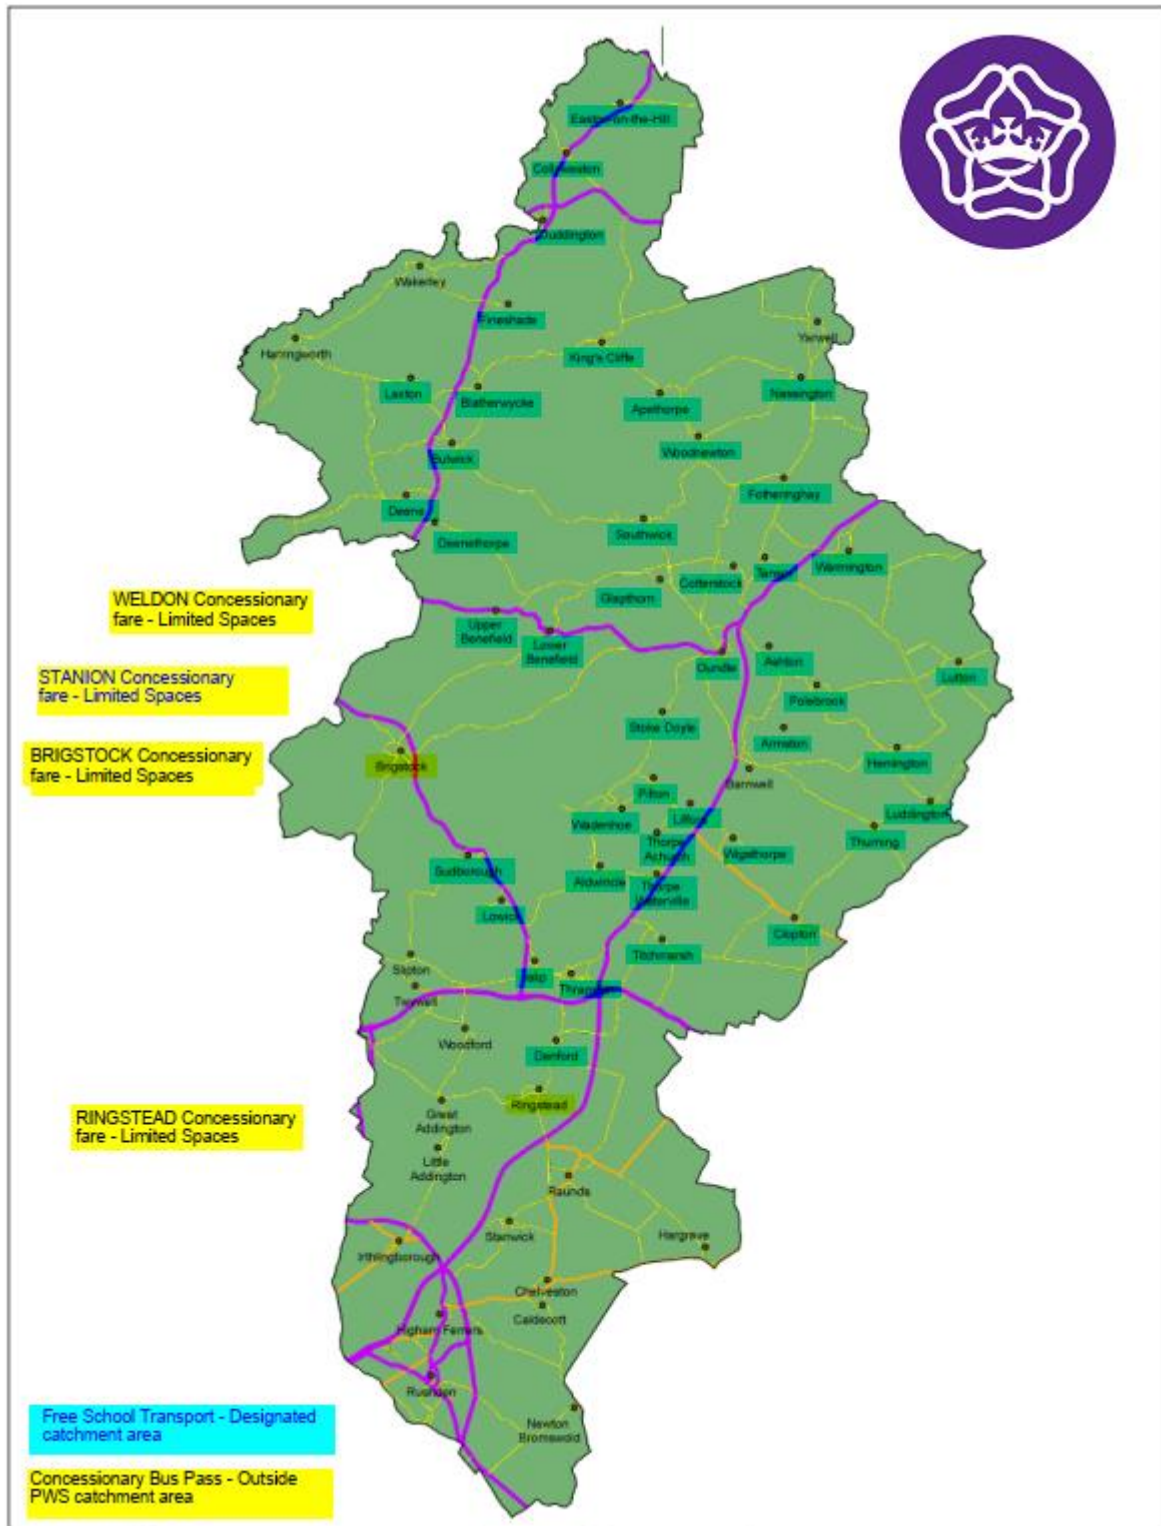 Easton-on-the-Hill
Collyweston
Duddington
Wakerley
Fineshade
Yarwell
Harringworth
King's Cliffe
Laxton
Blatherwycke
Nassington
Apethorpe
Bulwick
Woodnewton
Fotheringhay
Deene
Deenethorpe
Southwick
Cotterstock
Tansor
Warmington
Glapthorn
WELDON Concessionary
fare - Limited Spaces
Upper
Benefield
Lower
Benefield
Oundle
Ashton
Lutton
STANION Concessionary
fare - Limited Spaces
Polebrook
Stoke Doyle
Armston
BRIGSTOCK Concessionary
fare - Limited Spaces
Brigstock
Hemington
Barnwell
Pilton
Lilford
Luddington
Wadenhoe
Thorpe
Achurch
Wigsthorpe
Thurning
Sudborough
Aldwincle
Thorpe
Waterville
Lowick
Clopton
Titchmarsh
Slipton
Islip
Thrapston
Twywell
Woodford
Denford
RINGSTEAD Concessionary
fare - Limited Spaces
Great
Addington
Ringstead
Little
Addington
Raunds
Stanwick
Hargrave
Irthlingborough
Chelveston
Caldecott
Higham Ferrers
Rushden
Newton
Bromswold
Free School Transport - Designated
catchment area
Concessionary Bus Pass - Outside
PWS catchment area